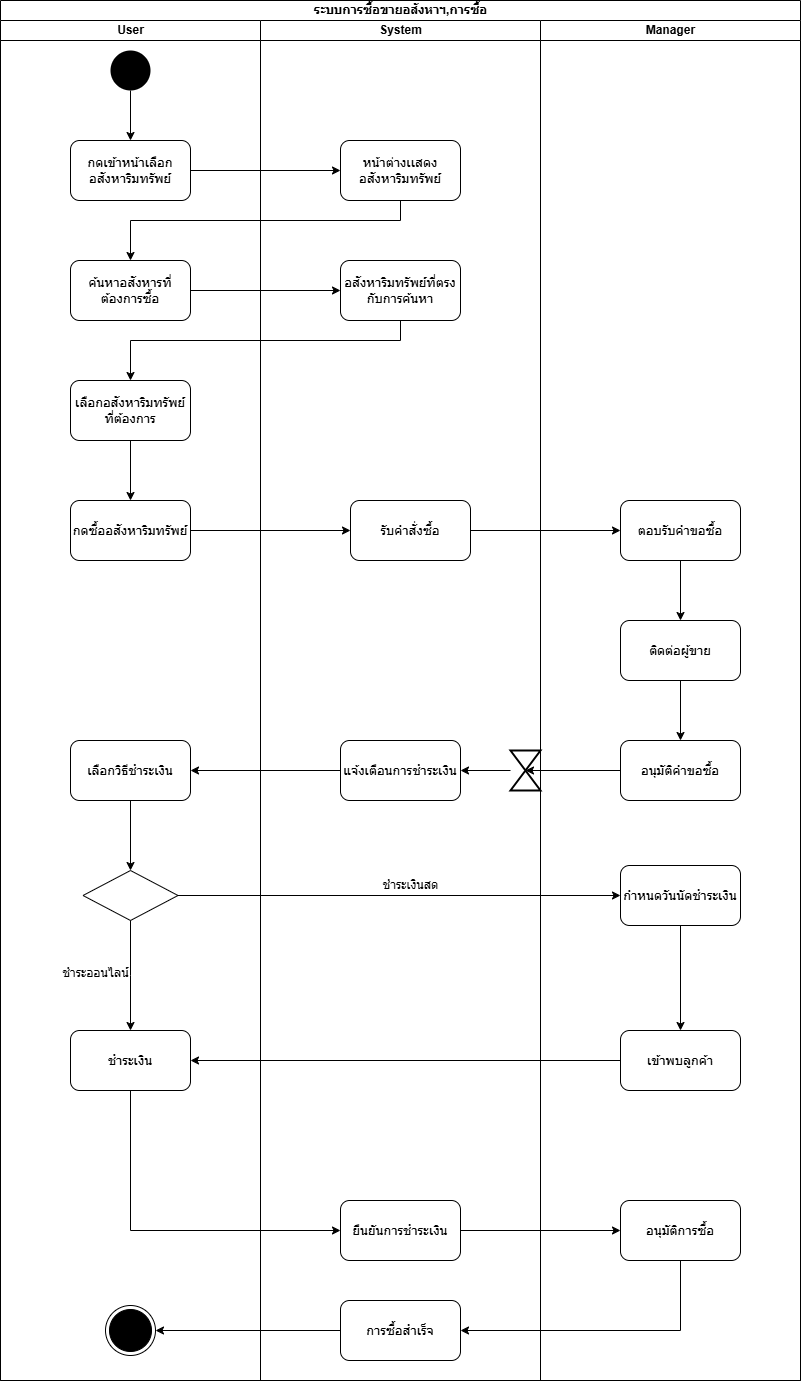 ระบบการซื้อขายอสังหาฯ,การซื้อ
User
System
Manager
กดเข้าหน้าเลือก
อสังหาริมทรัพย์
หน้าต่างแสดง
อสังหาริมทรัพย์
ค้นหาอสังหารที่
ต้องการซื้อ
อสังหาริมทรัพย์ที่ตรง
กับการค้นหา
เลือกอสังหาริมทรัพย์
ที่ต้องการ
กดซื้ออสังหาริมทรัพย์
รับคำสั่งซื้อ
ตอบรับคำขอซื้อ
ติดต่อผู้ขาย
เลือกวิธีชำระเงิน
แจ้งเตือนการชำระเงิน
อนุมัติคำขอซื้อ
ชำระเงินสด
กำหนดวันนัดชำระเงิน
ชำระออนไลน์
ชำระเงิน
เข้าพบลูกค้า
ยืนยันการชำระเงิน
อนุมัติการซื้อ
การซื้อสำเร็จ